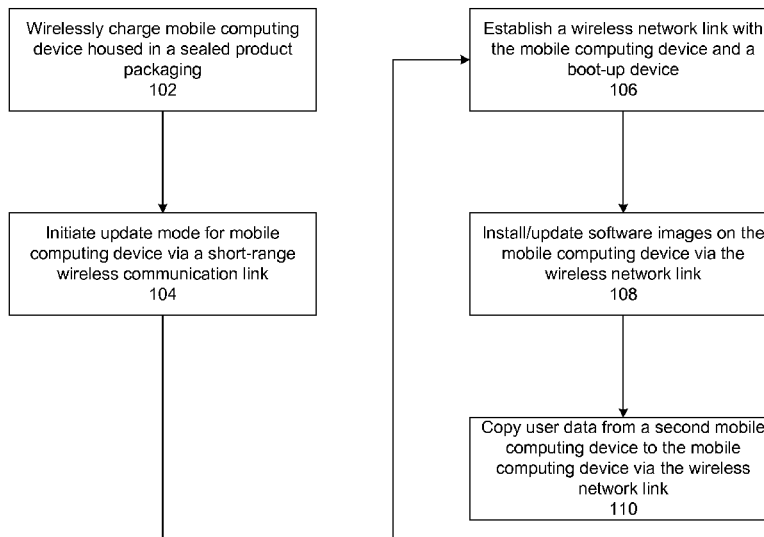 Wirelessly charge mobile computing
device housed in a sealed product
packaging
102
Initiate update mode for mobile
computing device via a short-range
wireless communication link
104
Establish a wireless network link with
the mobile computing device and a
boot-up device
106
Install/update software images on the
mobile computing device via the
wireless network link
108
Copy user data from a second mobile
computing device to the mobile
computing device via the wireless
network link
110